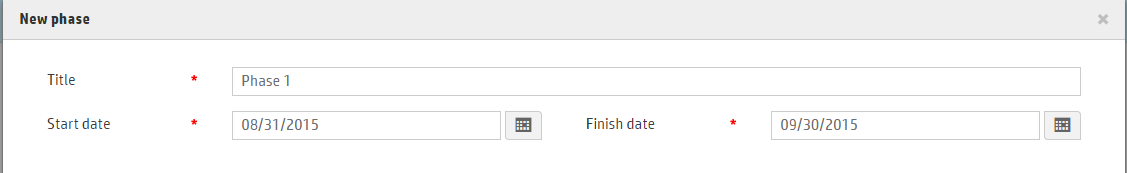 New phase
Title * Phase 1
Start date * 08/31/2015 Finish date * 09/30/2015